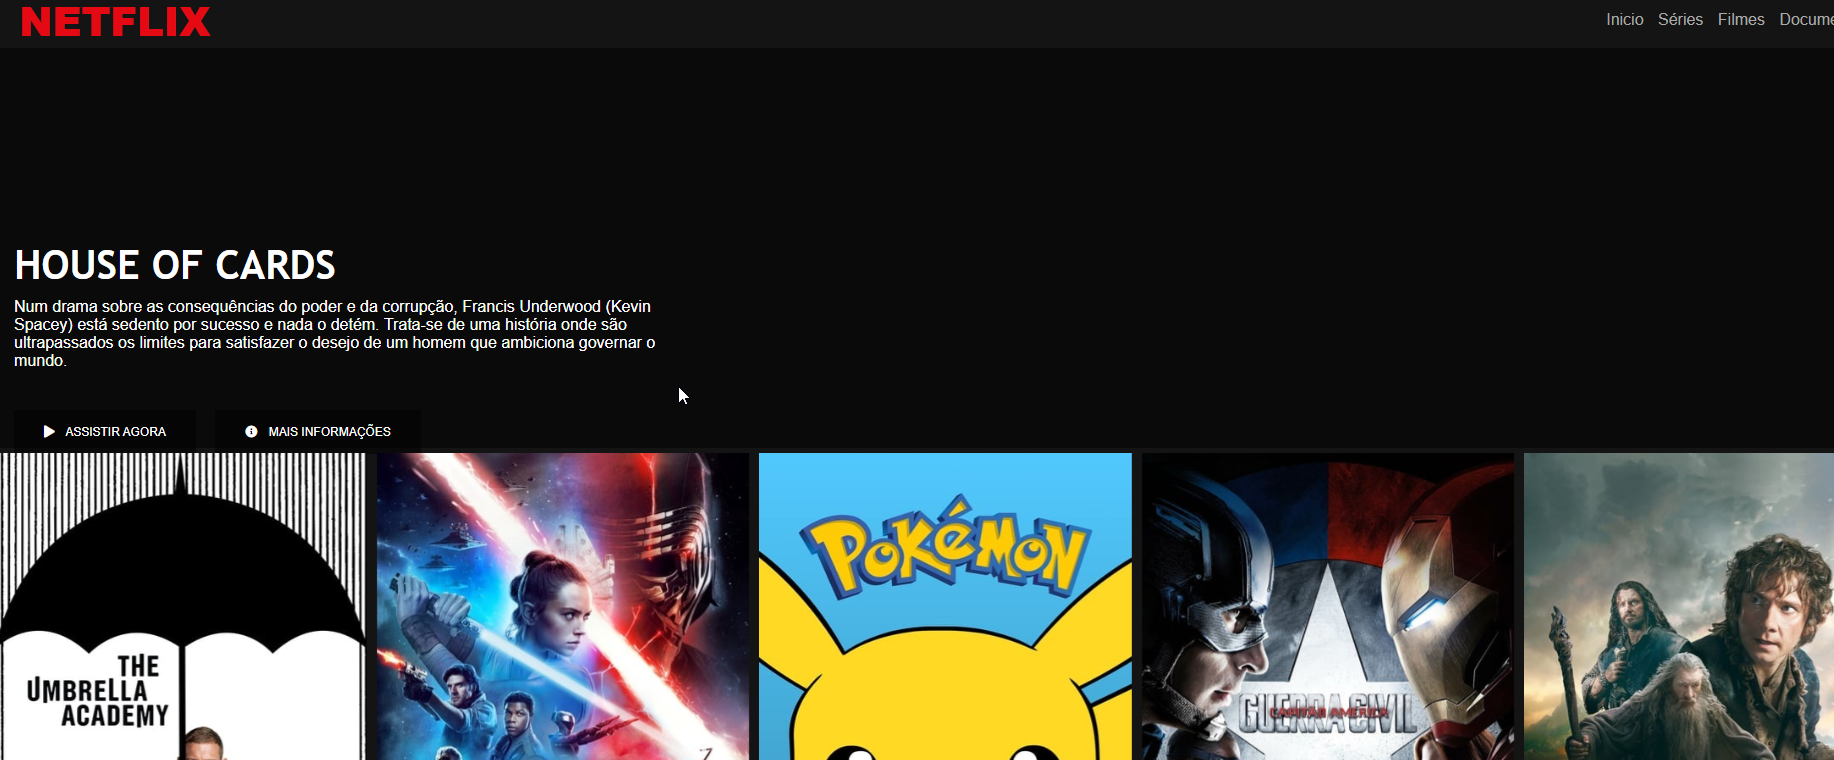 NETFLIX
Inicio Séries Filmes Docume
HOUSE OF CARDS
Num drama sobre as consequências do poder e da corrupção, Francis Underwood (Kevin
Spacey) está sedento por sucesso e nada o detém. Trata-se de uma história onde são
ultrapassados os limites para satisfazer o desejo de um homem que ambiciona governar o
mundo.
ASSISTIR AGORA MAIS INFORMAÇÕES
THE
UMBRELLA
ACADEMY
POKéMON
GUERRA CIVIL
CAPITÃO AMÉRICA